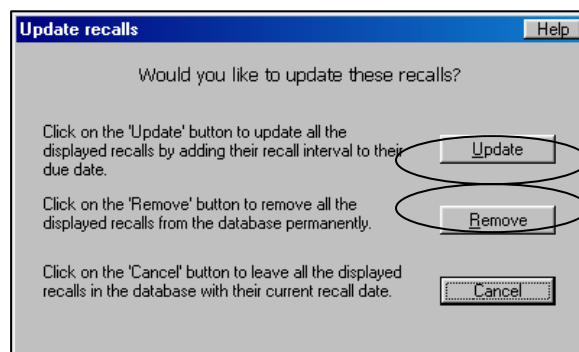 Update recalls
Help
Would you like to update these recalls?
Click on the 'Update' button to update all the
displayed recalls by adding their recall interval to their
due date.
Update
Click on the 'Remove' button to remove all the
displayed recalls from the database permanently.
Remove
Click on the 'Cancel' button to leave all the displayed
recalls in the database with their current recall date.
Cancel